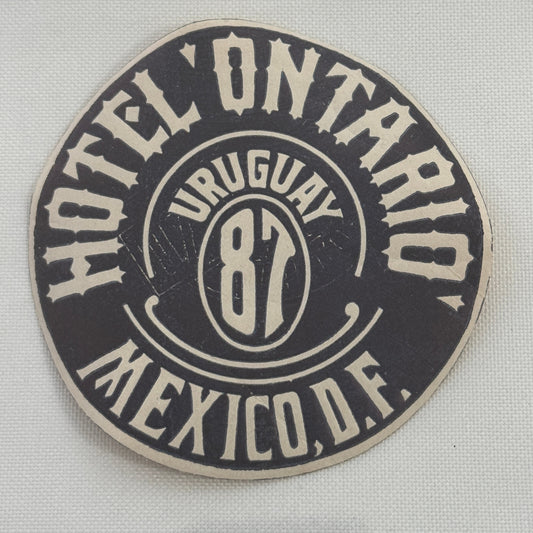 HOTEL 'ONTARIO'
URUGUAY
87
MEXICO, D.F.